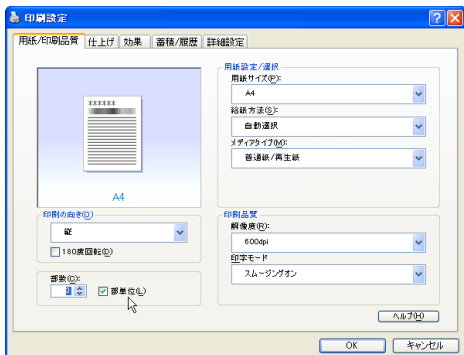 印刷設定
用紙/印刷品質 仕上げ 効果 蓄積/履歴 詳細設定
******
A4
印刷の向き(O)
縦
180度回転(D)
部数(C):
部単位(L)
用紙設定/選択
用紙サイズ(P):
A4
給紙方法(S):
自動選択
メディアタイプ(M):
普通紙/再生紙
印刷品質
解像度(R):
600dpi
印字モード
スムージングオン
ヘルプ(H)
OK キャンセル